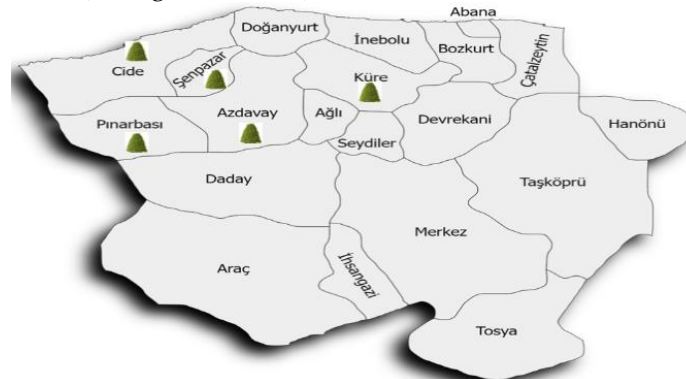 Abana
Doğanyurt
İnebolu
Bozkurt
Çatalzeytin
Cide
Şenpazar
Küre
Pınarbası
Azdavay
Ağlı
Devrekani
Hanönü
Seydiler
Daday
Taşköprü
Merkez
Araç
İhsangazi
Tosya